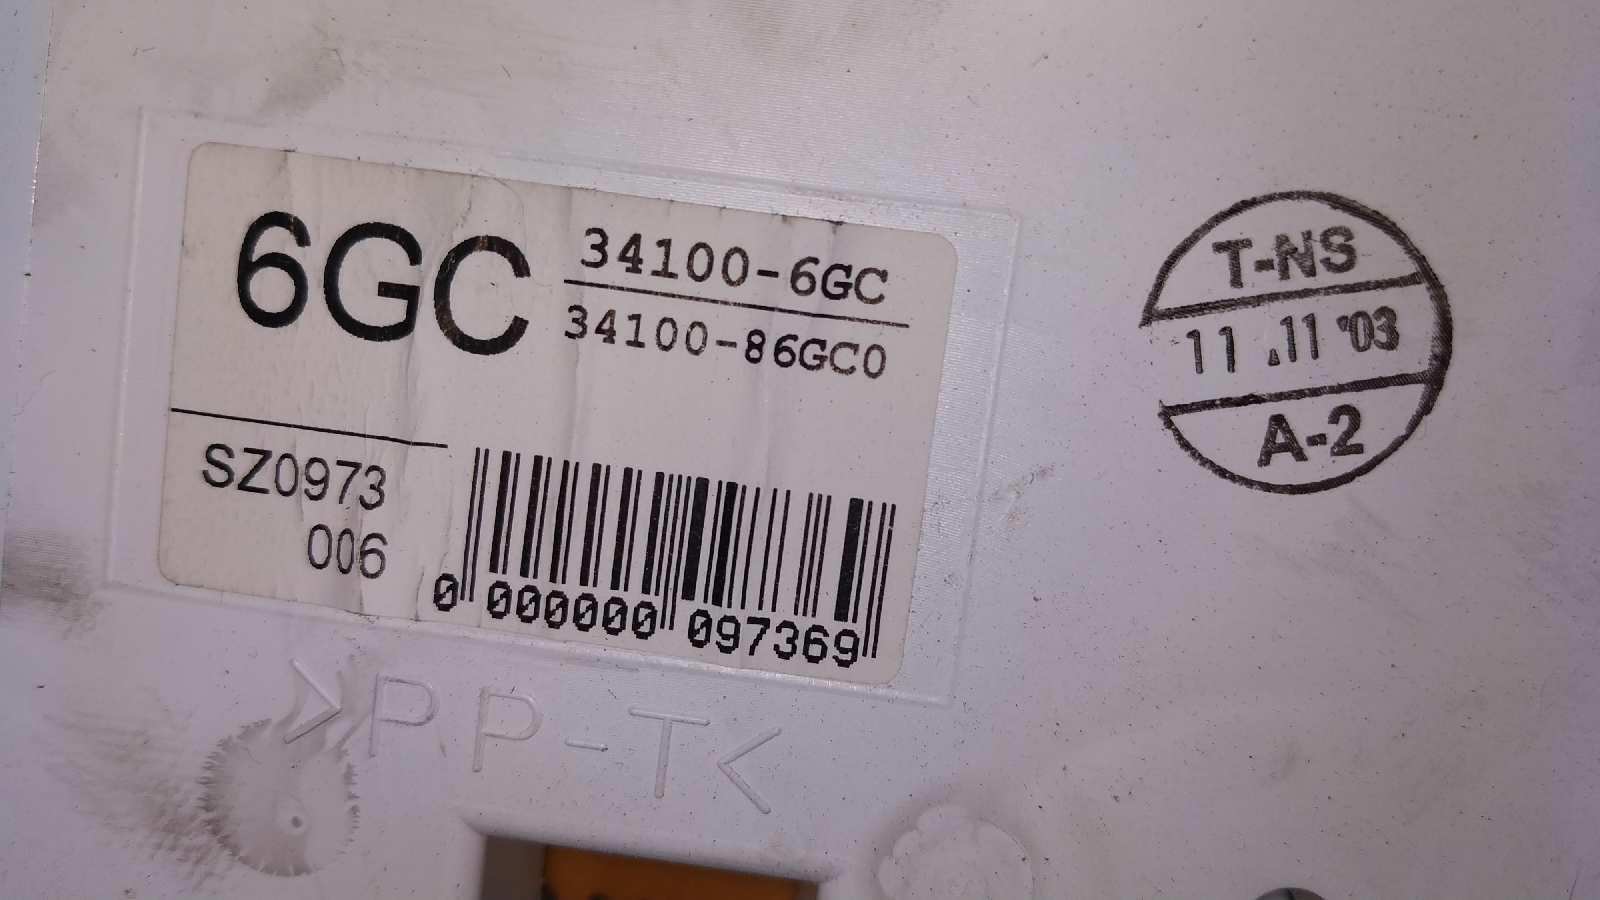 6GC
34100-6GC
34100-86GC0
SZ0973
006
0 000000 097369
>PP-T<
T-NS
11.11'03
A-2